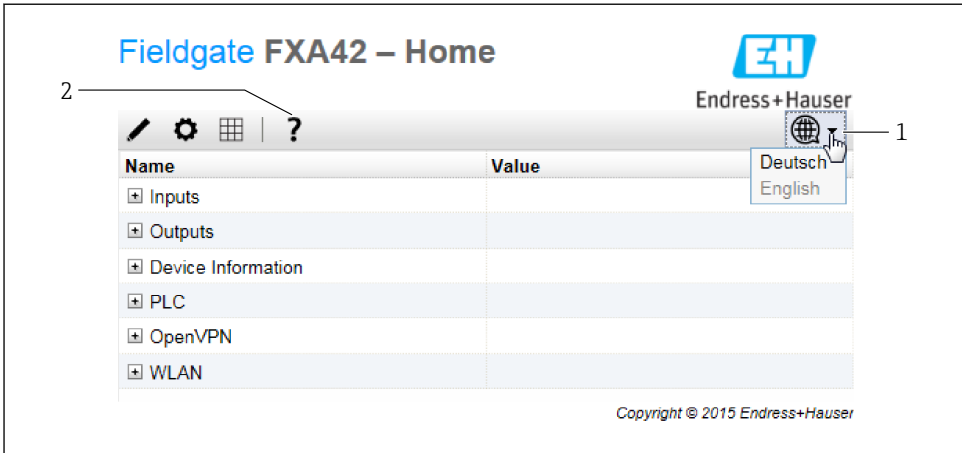 Fieldgate FXA42 – Home
EH
Endress+Hauser
2
?
1
Name Value
Deutsch
English
Inputs
Outputs
Device Information
PLC
OpenVPN
WLAN
Copyright © 2015 Endress+Hauser